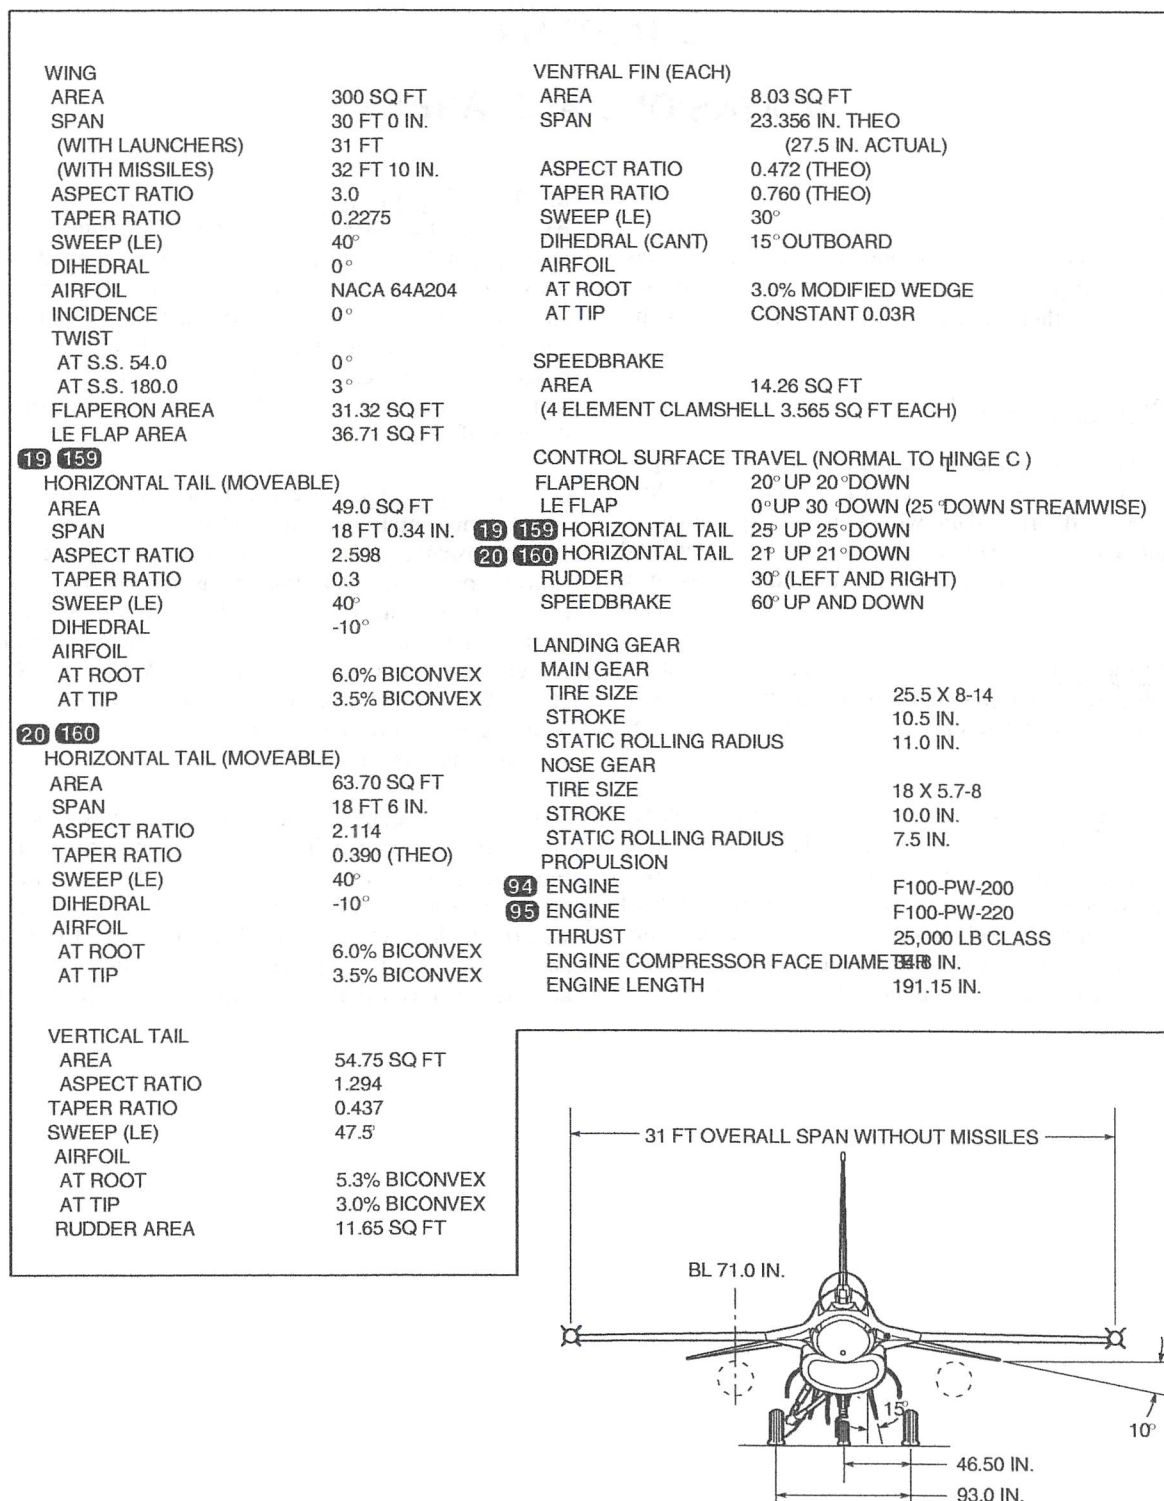 WING
AREA 300 SQ FT
SPAN 30 FT 0 IN.
(WITH LAUNCHERS) 31 FT
(WITH MISSILES) 32 FT 10 IN.
ASPECT RATIO 3.0
TAPER RATIO 0.2275
SWEEP (LE) 40°
DIHEDRAL 0°
AIRFOIL NACA 64A204
INCIDENCE 0°
TWIST
AT S.S. 54.0 0°
AT S.S. 180.0 3°
FLAPERON AREA 31.32 SQ FT
LE FLAP AREA 36.71 SQ FT
19 159
HORIZONTAL TAIL (MOVEABLE)
AREA 49.0 SQ FT
SPAN 18 FT 0.34 IN.
ASPECT RATIO 2.598
TAPER RATIO 0.3
SWEEP (LE) 40°
DIHEDRAL -10°
AIRFOIL
AT ROOT 6.0% BICONVEX
AT TIP 3.5% BICONVEX
20 160
HORIZONTAL TAIL (MOVEABLE)
AREA 63.70 SQ FT
SPAN 18 FT 6 IN.
ASPECT RATIO 2.114
TAPER RATIO 0.390 (THEO)
SWEEP (LE) 40°
DIHEDRAL -10°
AIRFOIL
AT ROOT 6.0% BICONVEX
AT TIP 3.5% BICONVEX
VERTICAL TAIL
AREA 54.75 SQ FT
ASPECT RATIO 1.294
TAPER RATIO 0.437
SWEEP (LE) 47.5°
AIRFOIL
AT ROOT 5.3% BICONVEX
AT TIP 3.0% BICONVEX
RUDDER AREA 11.65 SQ FT
VENTRAL FIN (EACH)
AREA 8.03 SQ FT
SPAN 23.356 IN. THEO
(27.5 IN. ACTUAL)
ASPECT RATIO 0.472 (THEO)
TAPER RATIO 0.760 (THEO)
SWEEP (LE) 30°
DIHEDRAL (CANT) 15° OUTBOARD
AIRFOIL
AT ROOT 3.0% MODIFIED WEDGE
AT TIP CONSTANT 0.03R
SPEEDBRAKE
AREA 14.26 SQ FT
(4 ELEMENT CLAMSHELL 3.565 SQ FT EACH)
CONTROL SURFACE TRAVEL (NORMAL TO HINGE C )
FLAPERON 20° UP 20° DOWN
LE FLAP 0° UP 30 °DOWN (25 °DOWN STREAMWISE)
19 159 HORIZONTAL TAIL 25° UP 25° DOWN
20 160 HORIZONTAL TAIL 21° UP 21° DOWN
RUDDER 30° (LEFT AND RIGHT)
SPEEDBRAKE 60° UP AND DOWN
LANDING GEAR
MAIN GEAR
TIRE SIZE 25.5 X 8-14
STROKE 10.5 IN.
STATIC ROLLING RADIUS 11.0 IN.
NOSE GEAR
TIRE SIZE 18 X 5.7-8
STROKE 10.0 IN.
STATIC ROLLING RADIUS 7.5 IN.
PROPULSION
94 ENGINE F100-PW-200
95 ENGINE F100-PW-220
THRUST 25,000 LB CLASS
ENGINE COMPRESSOR FACE DIAMETER 34.8 IN.
ENGINE LENGTH 191.15 IN.
31 FT OVERALL SPAN WITHOUT MISSILES
BL 71.0 IN.
15°
10°
46.50 IN.
93.0 IN.